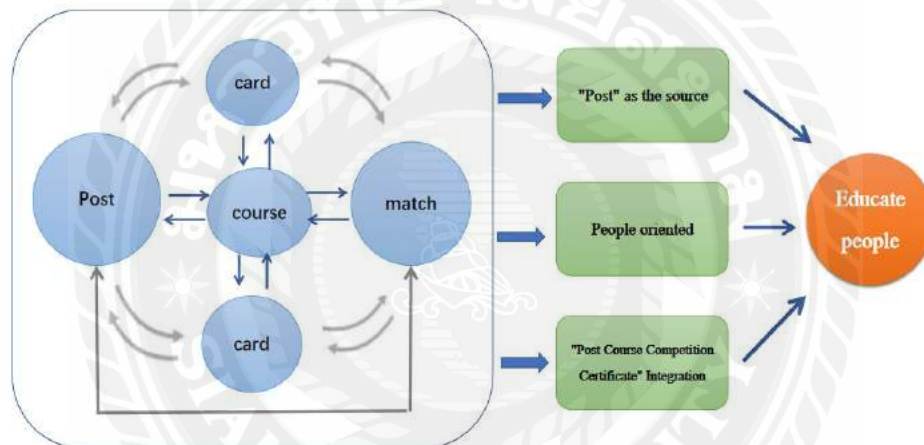 card
Post
course
match
card
"Post" as the source
People oriented
"Post Course Competition
Certificate" Integration
Educate
people